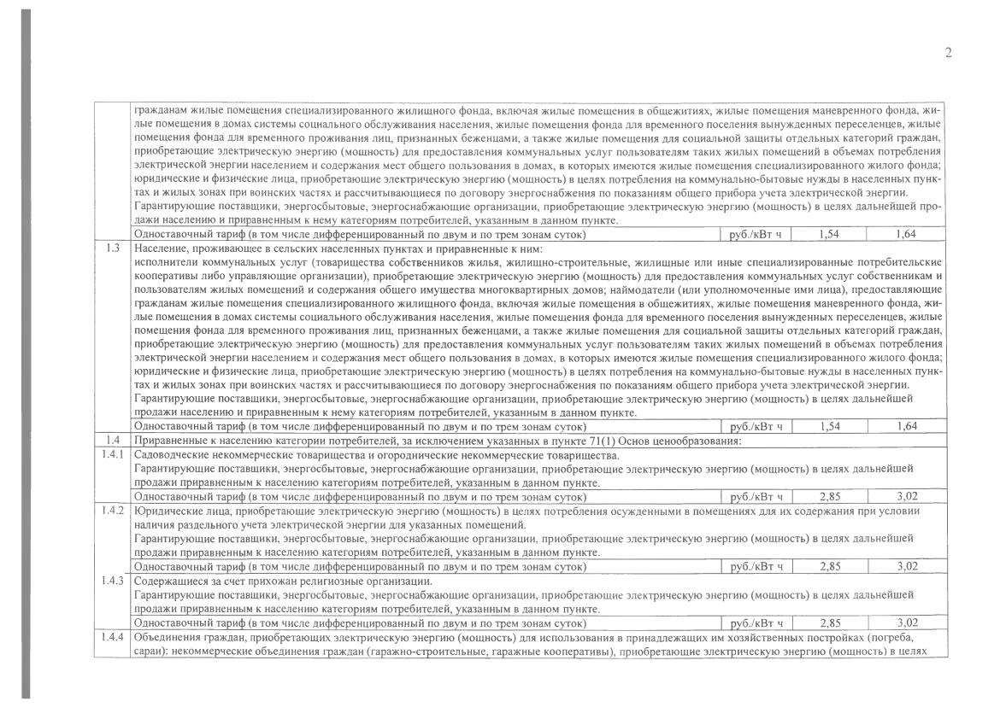 2
гражданам жилые помещения специализированного жилищного фонда, включая жилые помещения в общежитиях, жилые помещения маневренного фонда, жи-
лые помещения в домах системы социального обслуживания населения, жилые помещения фонда для временного поселения вынужденных переселенцев, жилые
помещения фонда для временного проживания лиц, признанных беженцами, а также жилые помещения для социальной защиты отдельных категорий граждан,
приобретающие электрическую энергию (мощность) для предоставления коммунальных услуг пользователям таких жилых помещений в объемах потребления
электрической энергии населением и содержания мест общего пользования в домах, в которых имеются жилые помещения специализированного жилого фонда;
юридические и физические лица, приобретающие электрическую энергию (мощность) в целях потребления на коммунально-бытовые нужды в населенных пунк-
тах и жилых зонах при воинских частях и рассчитывающиеся по договору энергоснабжения по показаниям общего прибора учета электрической энергии.
Гарантирующие поставщики, энергосбытовые, энергоснабжающие организации, приобретающие электрическую энергию (мощность) в целях дальнейшей про-
дажи населению и приравненным к нему категориям потребителей, указанным в данном пункте.
Одноставочный тариф (в том числе дифференцированный по двум и по трем зонам суток) руб./кВт ч 1,54 1,64
1.3 Население, проживающее в сельских населенных пунктах и приравненные к ним:
исполнители коммунальных услуг (товарищества собственников жилья, жилищно-строительные, жилищные или иные специализированные потребительские
кооперативы либо управляющие организации), приобретающие электрическую энергию (мощность) для предоставления коммунальных услуг собственникам и
пользователям жилых помещений и содержания общего имущества многоквартирных домов; наймодатели (или уполномоченные ими лица), предоставляющие
гражданам жилые помещения специализированного жилищного фонда, включая жилые помещения в общежитиях, жилые помещения маневренного фонда, жи-
лые помещения в домах системы социального обслуживания населения, жилые помещения фонда для временного поселения вынужденных переселенцев, жилые
помещения фонда для временного проживания лиц, признанных беженцами, а также жилые помещения для социальной защиты отдельных категорий граждан,
приобретающие электрическую энергию (мощность) для предоставления коммунальных услуг пользователям таких жилых помещений в объемах потребления
электрической энергии населением и содержания мест общего пользования в домах, в которых имеются жилые помещения специализированного жилого фонда;
юридические и физические лица, приобретающие электрическую энергию (мощность) в целях потребления на коммунально-бытовые нужды в населенных пунк-
тах и жилых зонах при воинских частях и рассчитывающиеся по договору энергоснабжения по показаниям общего прибора учета электрической энергии.
Гарантирующие поставщики, энергосбытовые, энергоснабжающие организации, приобретающие электрическую энергию (мощность) в целях дальнейшей
продажи населению и приравненным к нему категориям потребителей, указанным в данном пункте.
Одноставочный тариф (в том числе дифференцированный по двум и по трем зонам суток) руб./кВт ч 1,54 1,64
1.4 Приравненные к населению категории потребителей, за исключением указанных в пункте 71(1) Основ ценообразования:
1.4.1 Садоводческие некоммерческие товарищества и огороднические некоммерческие товарищества.
Гарантирующие поставщики, энергосбытовые, энергоснабжающие организации, приобретающие электрическую энергию (мощность) в целях дальнейшей
продажи приравненным к населению категориям потребителей, указанным в данном пункте.
Одноставочный тариф (в том числе дифференцированный по двум и по трем зонам суток) руб./кВт ч 2,85 3,02
1.4.2 Юридические лица, приобретающие электрическую энергию (мощность) в целях потребления осужденными в помещениях для их содержания при условии
наличия раздельного учета электрической энергии для указанных помещений.
Гарантирующие поставщики, энергосбытовые, энергоснабжающие организации, приобретающие электрическую энергию (мощность) в целях дальнейшей
продажи приравненным к населению категориям потребителей, указанным в данном пункте.
Одноставочный тариф (в том числе дифференцированный по двум и по трем зонам суток) руб./кВт ч 2,85 3,02
1.4.3 Содержащиеся за счет прихожан религиозные организации.
Гарантирующие поставщики, энергосбытовые, энергоснабжающие организации, приобретающие электрическую энергию (мощность) в целях дальнейшей
продажи приравненным к населению категориям потребителей, указанным в данном пункте.
Одноставочный тариф (в том числе дифференцированный по двум и по трем зонам суток) руб./кВт ч 2,85 3,02
1.4.4 Объединения граждан, приобретающих электрическую энергию (мощность) для использования в принадлежащих им хозяйственных постройках (погреба,
сараи): некоммерческие объединения граждан (гаражно-строительные, гаражные кооперативы), приобретающие электрическую энергию (мощность) в целях